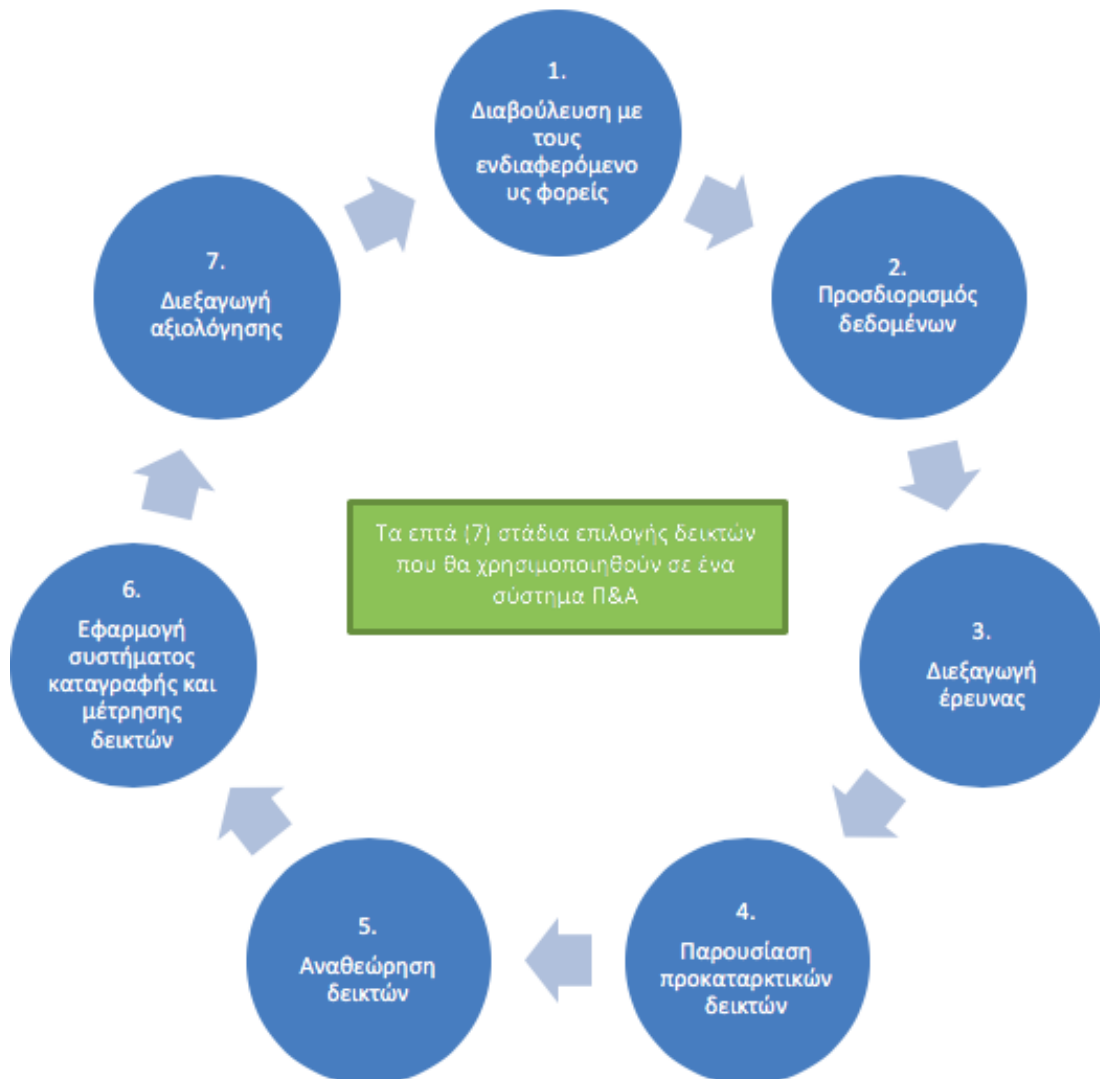 1.
Διαβούλευση με
τους
ενδιαφερόμενο
υς φορείς
2.
Προσδιορισμός
δεδομένων
3.
Διεξαγωγή
έρευνας
4.
Παρουσίαση
προκαταρκτικών
δεικτών
5.
Αναθεώρηση
δεικτών
6.
Εφαρμογή
συστήματος
καταγραφής και
μέτρησης
δεικτών
7.
Διεξαγωγή
αξιολόγησης
Τα επτά (7) στάδια επιλογής δεικτών
που θα χρησιμοποιηθούν σε ένα
σύστημα Π&Α